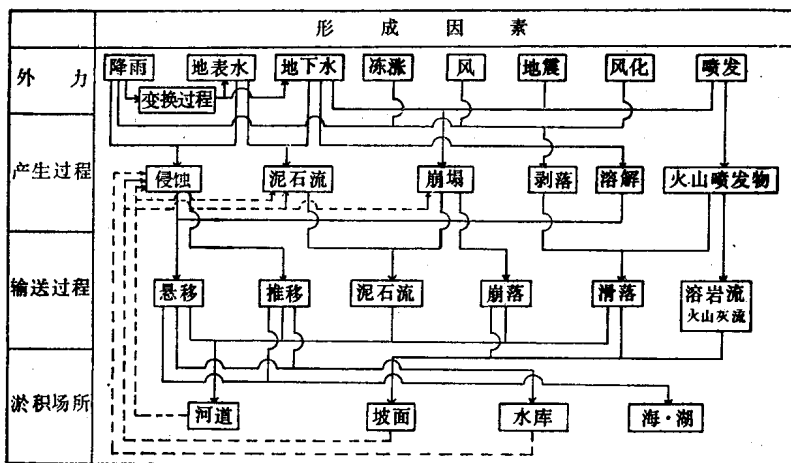 形成因素
外力
降雨
地表水
地下水
冻涨
风
地震
风化
喷发
变换过程
产生过程
侵蚀
泥石流
崩塌
剥落
溶解
火山喷发物
输送过程
悬移
推移
泥石流
崩落
滑落
溶岩流
火山灰流
淤积场所
河道
坡面
水库
海·湖